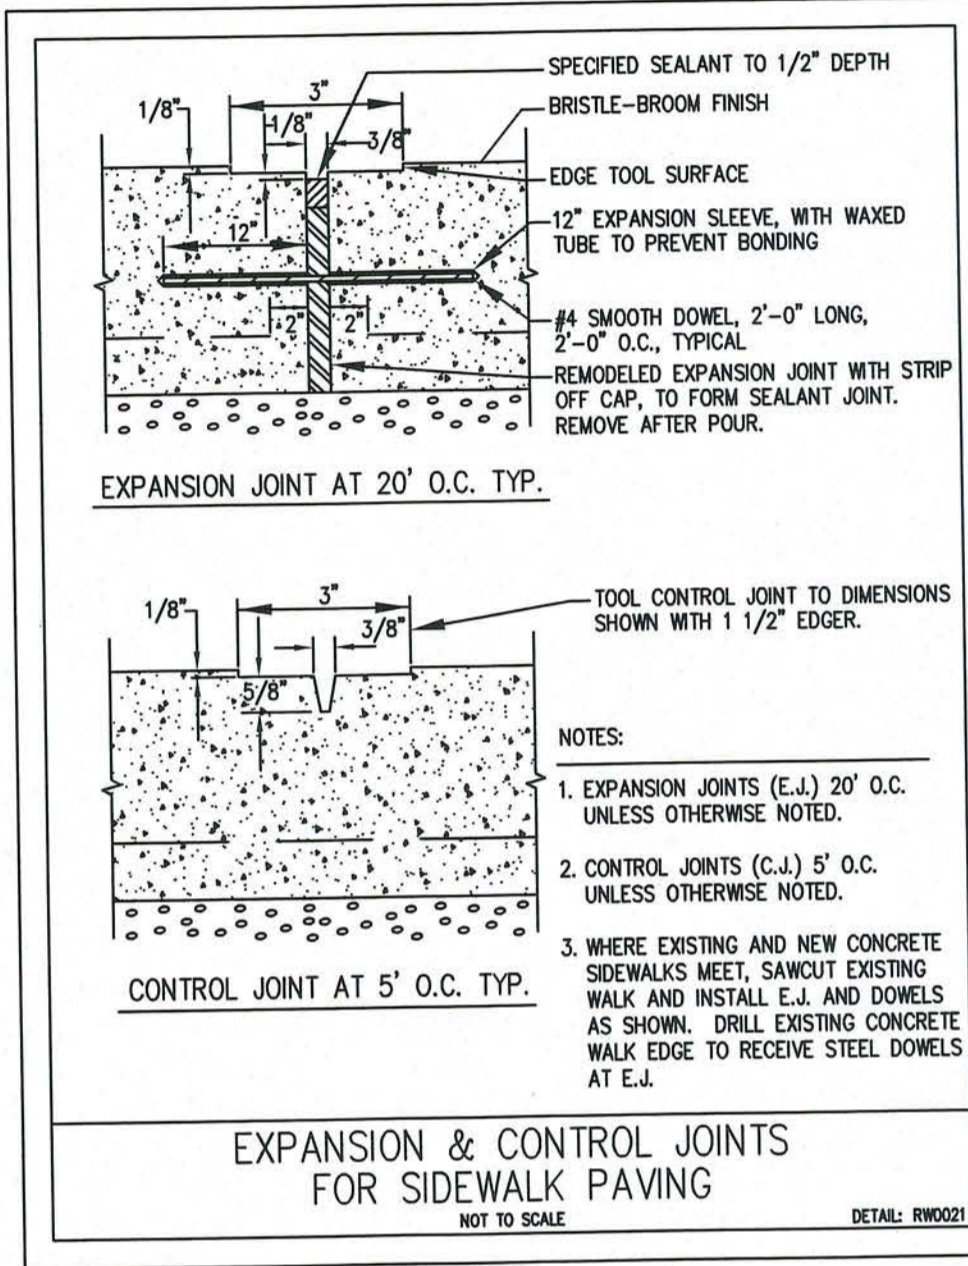 SPECIFIED SEALANT TO 1/2" DEPTH
3"
BRISTLE-BROOM FINISH
1/8"
1/8"
3/8"
EDGE TOOL SURFACE
12"
12" EXPANSION SLEEVE, WITH WAXED
TUBE TO PREVENT BONDING
2"
2"
#4 SMOOTH DOWEL, 2'-0" LONG,
2'-0" O.C., TYPICAL
REMODELED EXPANSION JOINT WITH STRIP
OFF CAP, TO FORM SEALANT JOINT.
REMOVE AFTER POUR.
EXPANSION JOINT AT 20' O.C. TYP.
1/8"
3"
3/8"
5/8"
TOOL CONTROL JOINT TO DIMENSIONS
SHOWN WITH 1 1/2" EDGER.
CONTROL JOINT AT 5' O.C. TYP.
NOTES:
1. EXPANSION JOINTS (E.J.) 20' O.C.
UNLESS OTHERWISE NOTED.
2. CONTROL JOINTS (C.J.) 5' O.C.
UNLESS OTHERWISE NOTED.
3. WHERE EXISTING AND NEW CONCRETE
SIDEWALKS MEET, SAWCUT EXISTING
WALK AND INSTALL E.J. AND DOWELS
AS SHOWN. DRILL EXISTING CONCRETE
WALK EDGE TO RECEIVE STEEL DOWELS
AT E.J.
EXPANSION & CONTROL JOINTS
FOR SIDEWALK PAVING
NOT TO SCALE
DETAIL: RW0021